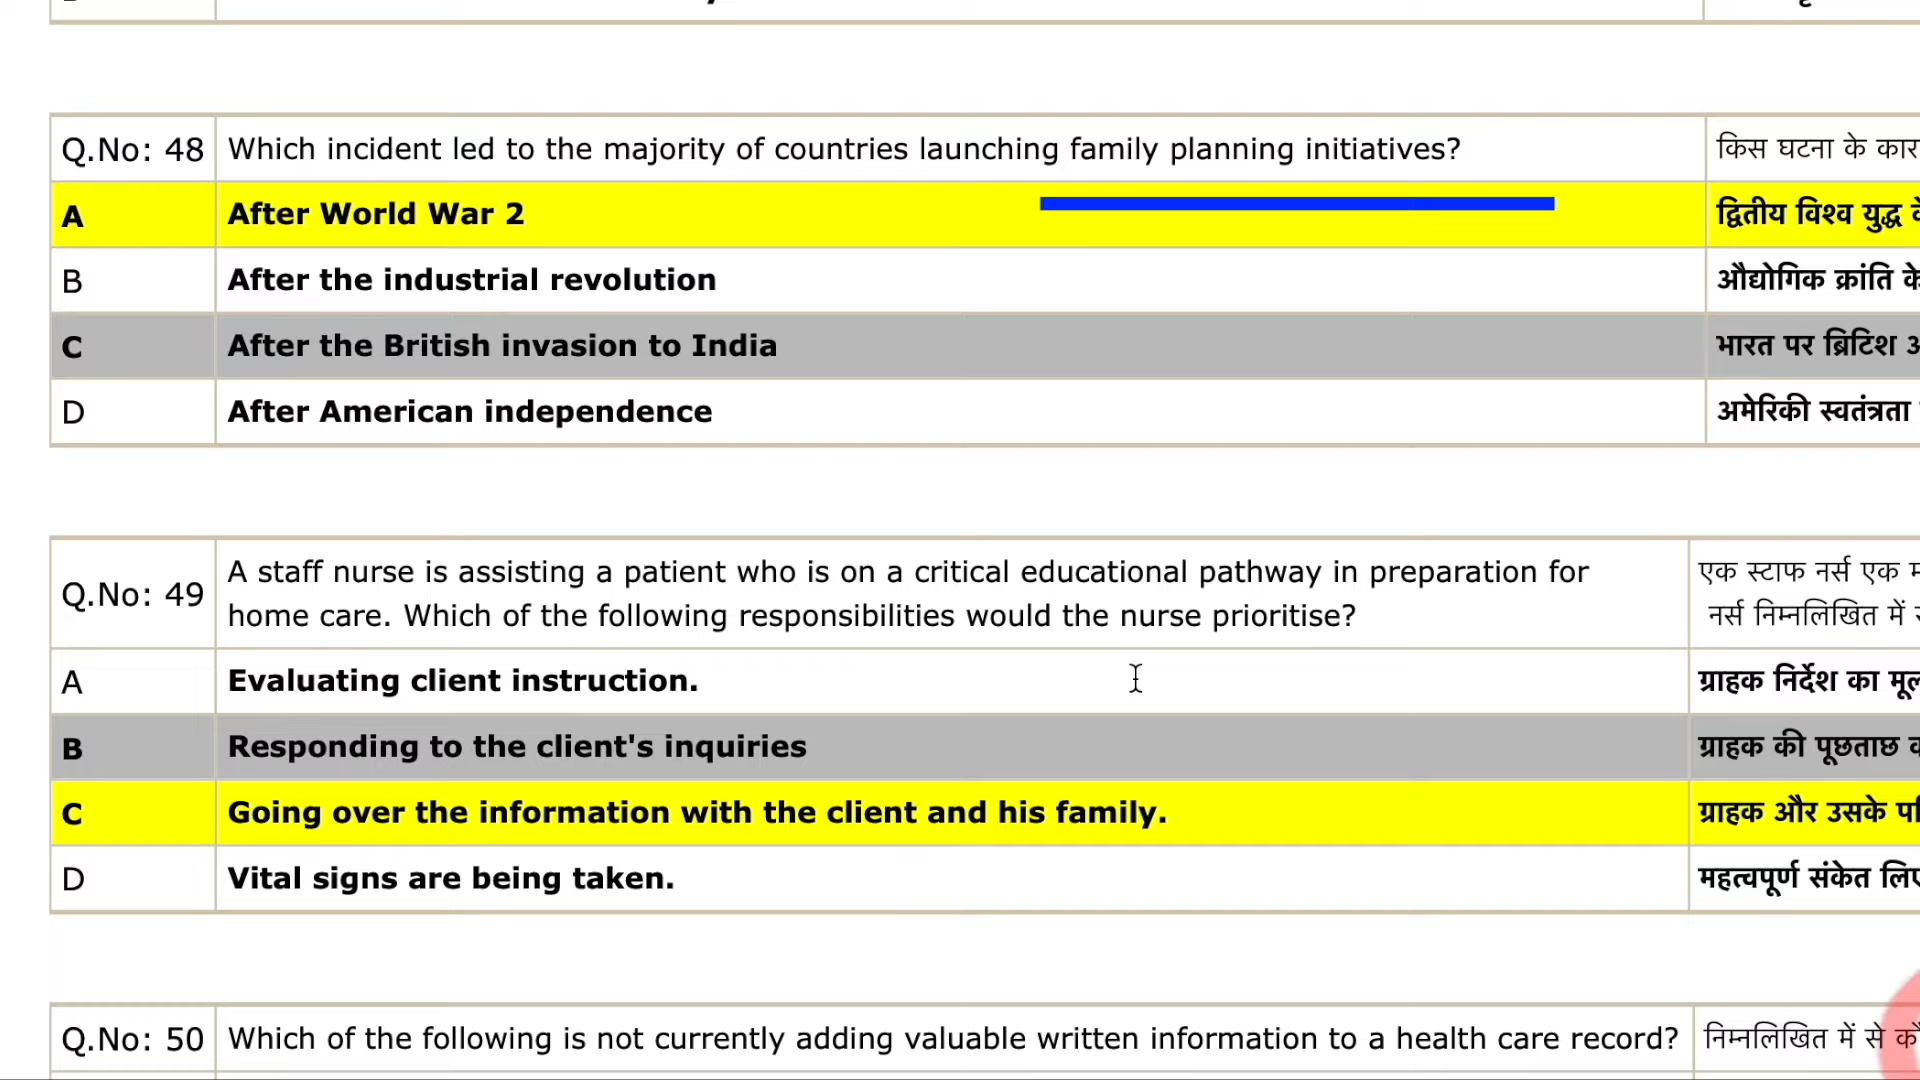 Q.No: 48 Which incident led to the majority of countries launching family planning initiatives? किस घटना के कार
A After World War 2 द्वितीय विश्व युद्ध के
B After the industrial revolution औद्योगिक क्रांति के
C After the British invasion to India भारत पर ब्रिटिश
D After American independence अमेरिकी स्वतंत्रता
Q.No: 49 A staff nurse is assisting a patient who is on a critical educational pathway in preparation for एक स्टाफ नर्स एक
home care. Which of the following responsibilities would the nurse prioritise? नर्स निम्नलिखित में
A Evaluating client instruction. ग्राहक निर्देश का
B Responding to the client's inquiries ग्राहक की पूछताछ
C Going over the information with the client and his family. ग्राहक और उसके
D Vital signs are being taken. महत्वपूर्ण संकेत
Q.No: 50 Which of the following is not currently adding valuable written information to a health care record? निम्नलिखित में से